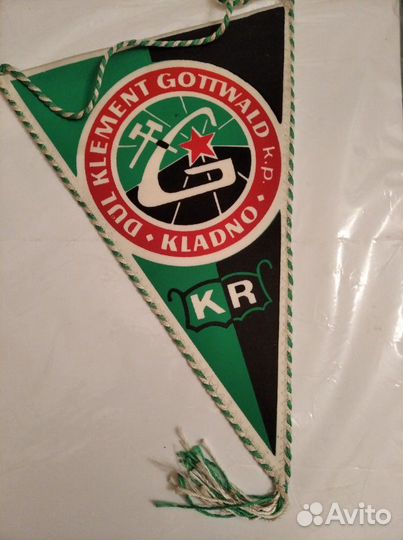 DUL KLEMENT GOTTWALD k.p.
· KLADNO ·
G
KR
Avito